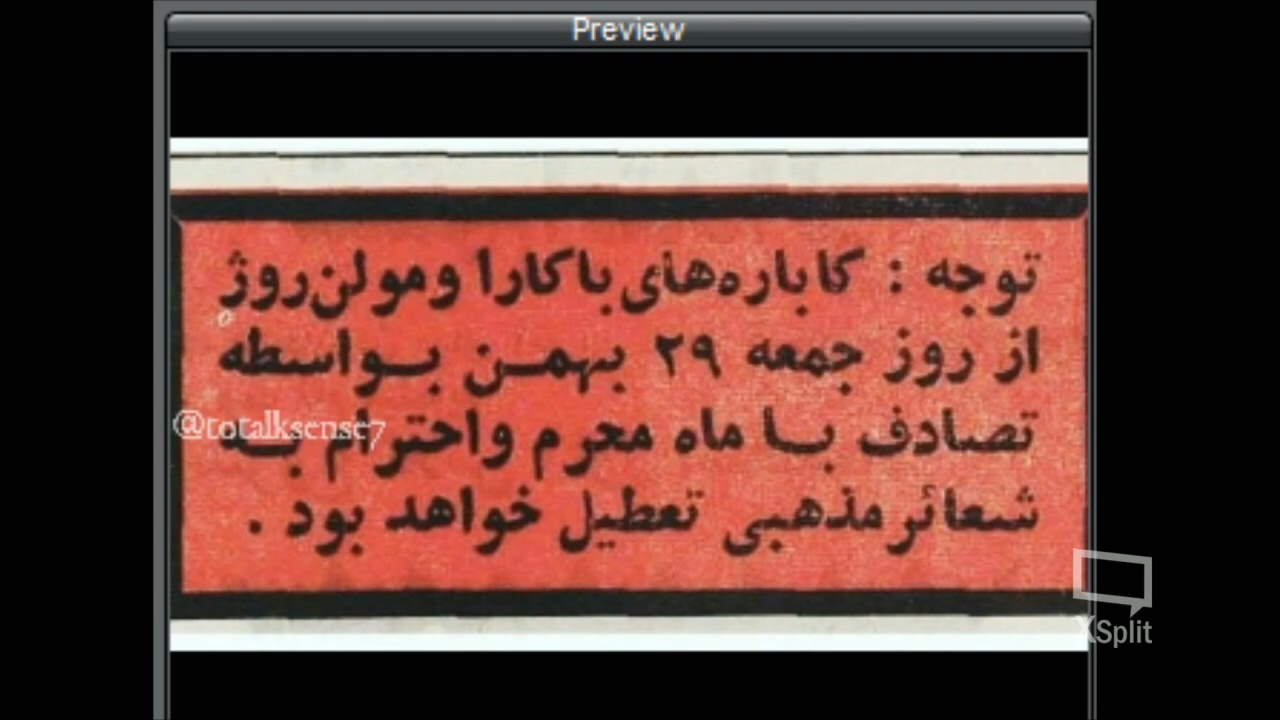 Preview
توجه : کاباره‌های باکارا ومولن‌روژ
از روز جمعه ۲۹ بهمن بواسطه
تصادف با ماه محرم واحترام به
@totalksense7
شعائر مذهبی تعطیل خواهد بود .
XSplit